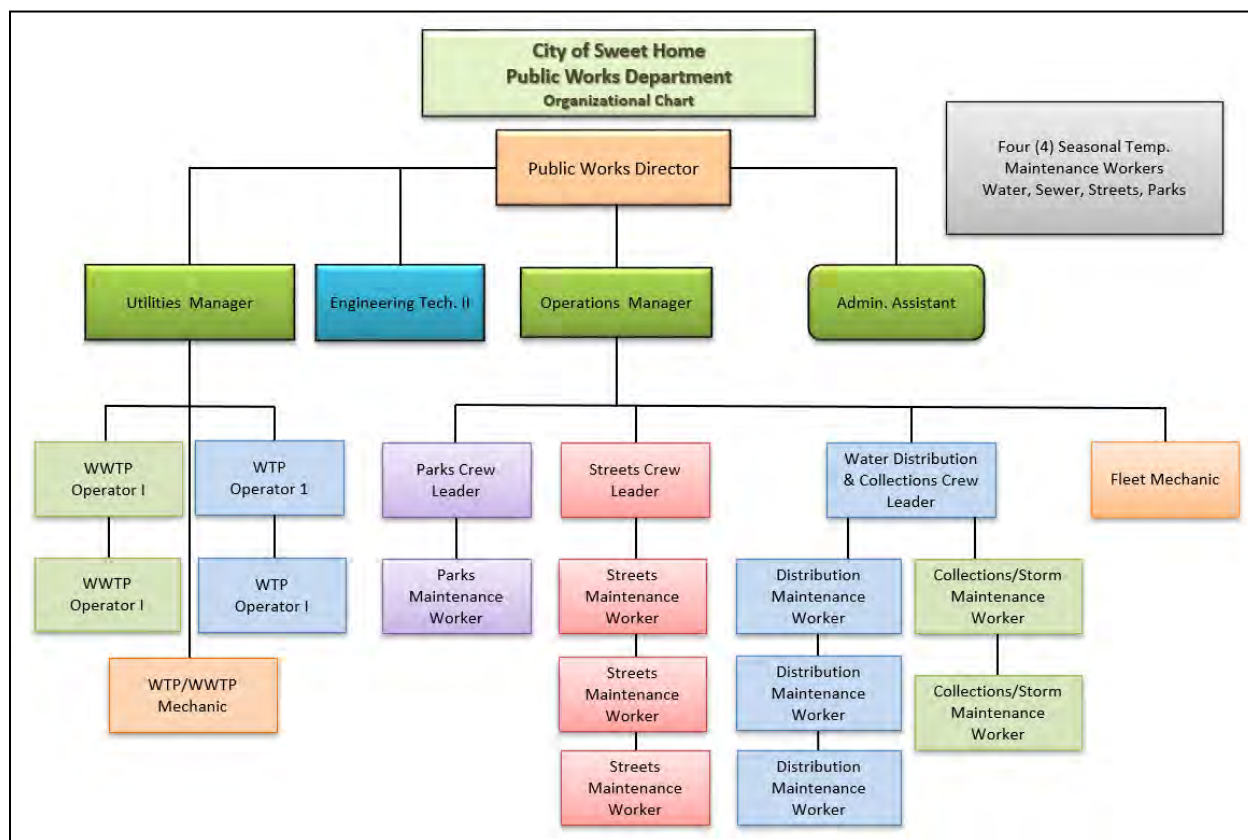 City of Sweet Home
Public Works Department
Organizational Chart
Public Works Director
Four (4) Seasonal Temp.
Maintenance Workers
Water, Sewer, Streets, Parks
Utilities Manager
Engineering Tech. II
Operations Manager
Admin. Assistant
WWTP
Operator I
WTP
Operator 1
Parks Crew
Leader
Streets Crew
Leader
Water Distribution
& Collections Crew
Leader
Fleet Mechanic
WWTP
Operator I
WTP
Operator I
Parks
Maintenance
Worker
Streets
Maintenance
Worker
Distribution
Maintenance
Worker
Collections/Storm
Maintenance
Worker
WTP/WWTP
Mechanic
Streets
Maintenance
Worker
Distribution
Maintenance
Worker
Collections/Storm
Maintenance
Worker
Streets
Maintenance
Worker
Distribution
Maintenance
Worker